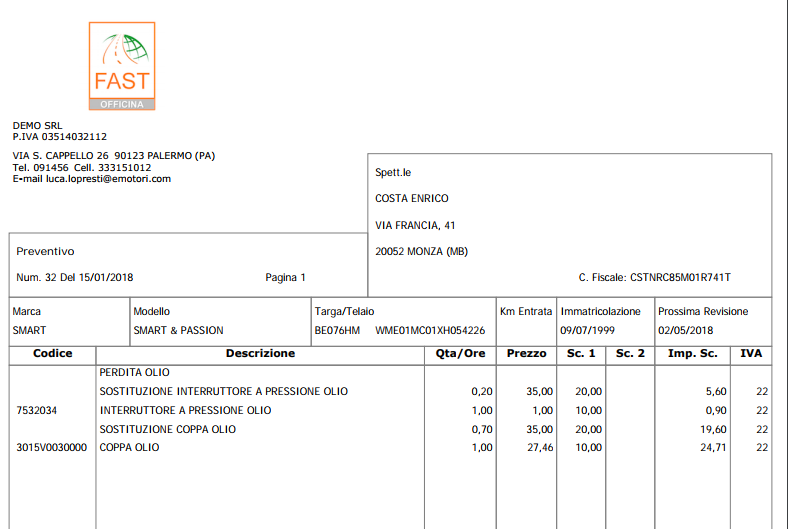 FAST
OFFICINA
DEMO SRL
P.IVA 03514032112
VIA S. CAPPELLO 26 90123 PALERMO (PA)
Tel. 091456 Cell. 333151012
E-mail luca.lopresti@emotori.com
Spett.le
COSTA ENRICO
VIA FRANCIA, 41
20052 MONZA (MB)
C. Fiscale: CSTNRC85M01R741T
Preventivo
Num. 32 Del 15/01/2018 Pagina 1
Marca Modello Targa/Telaio Km Entrata Immatricolazione Prossima Revisione
SMART SMART & PASSION BE076HM WME01MC01XH054226 09/07/1999 02/05/2018
Codice Descrizione Qta/Ore Prezzo Sc. 1 Sc. 2 Imp. Sc. IVA
PERDITA OLIO
SOSTITUZIONE INTERRUTTORE A PRESSIONE OLIO 0,20 35,00 20,00 5,60 22
7532034 INTERRUTTORE A PRESSIONE OLIO 1,00 1,00 10,00 0,90 22
SOSTITUZIONE COPPA OLIO 0,70 35,00 20,00 19,60 22
3015V0030000 COPPA OLIO 1,00 27,46 10,00 24,71 22